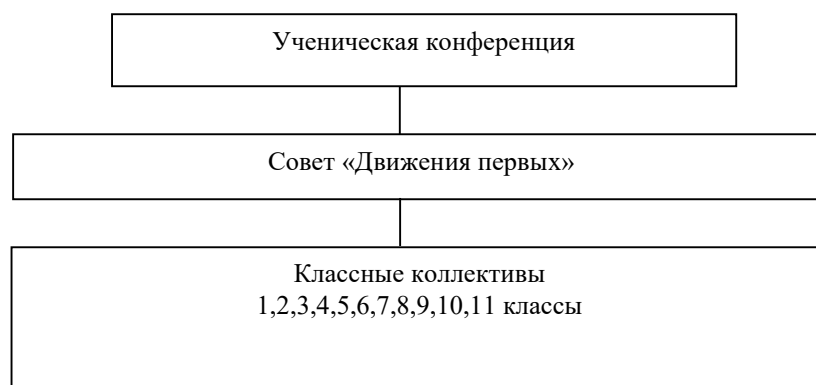 Ученическая конференция
Совет «Движения первых»
Классные коллективы
1,2,3,4,5,6,7,8,9,10,11 классы